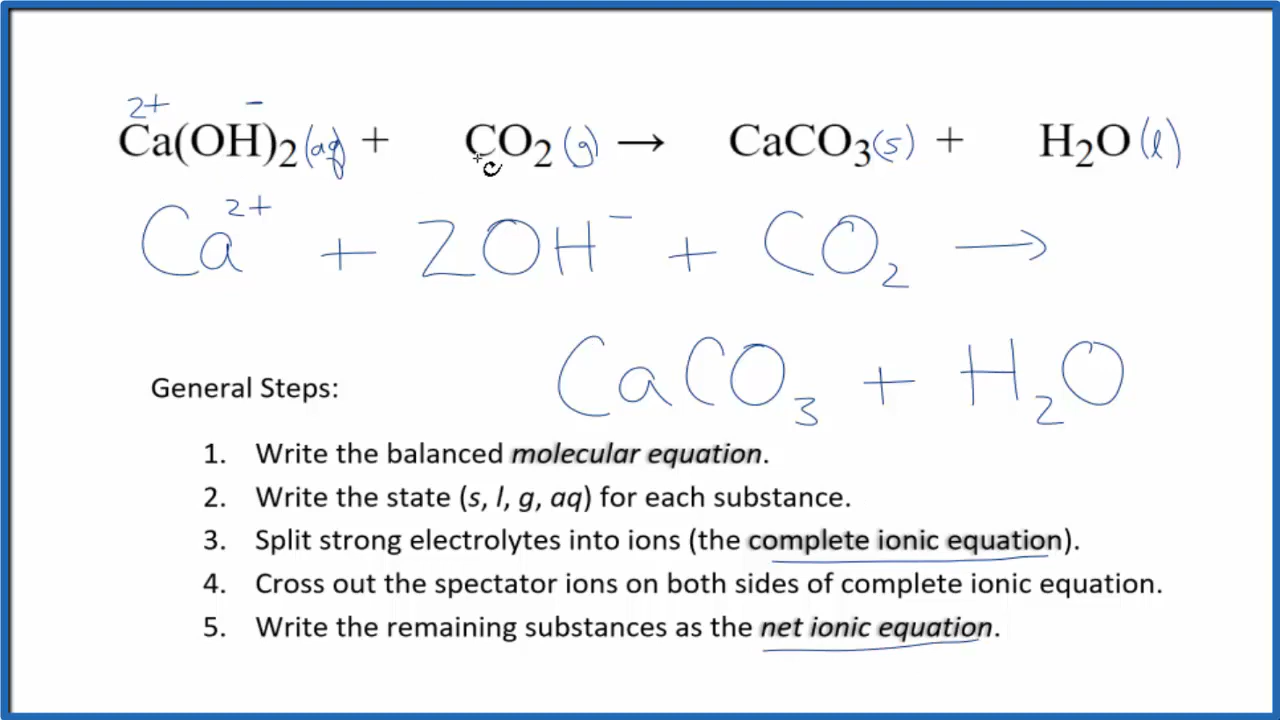 2+ −
Ca(OH)₂(aq) + CO₂(g) → CaCO₃(s) + H₂O(l)
Ca²⁺ + 2OH⁻ + CO₂ →
CaCO₃ + H₂O
General Steps:
1. Write the balanced molecular equation.
2. Write the state (s, l, g, aq) for each substance.
3. Split strong electrolytes into ions (the complete ionic equation).
4. Cross out the spectator ions on both sides of complete ionic equation.
5. Write the remaining substances as the net ionic equation.